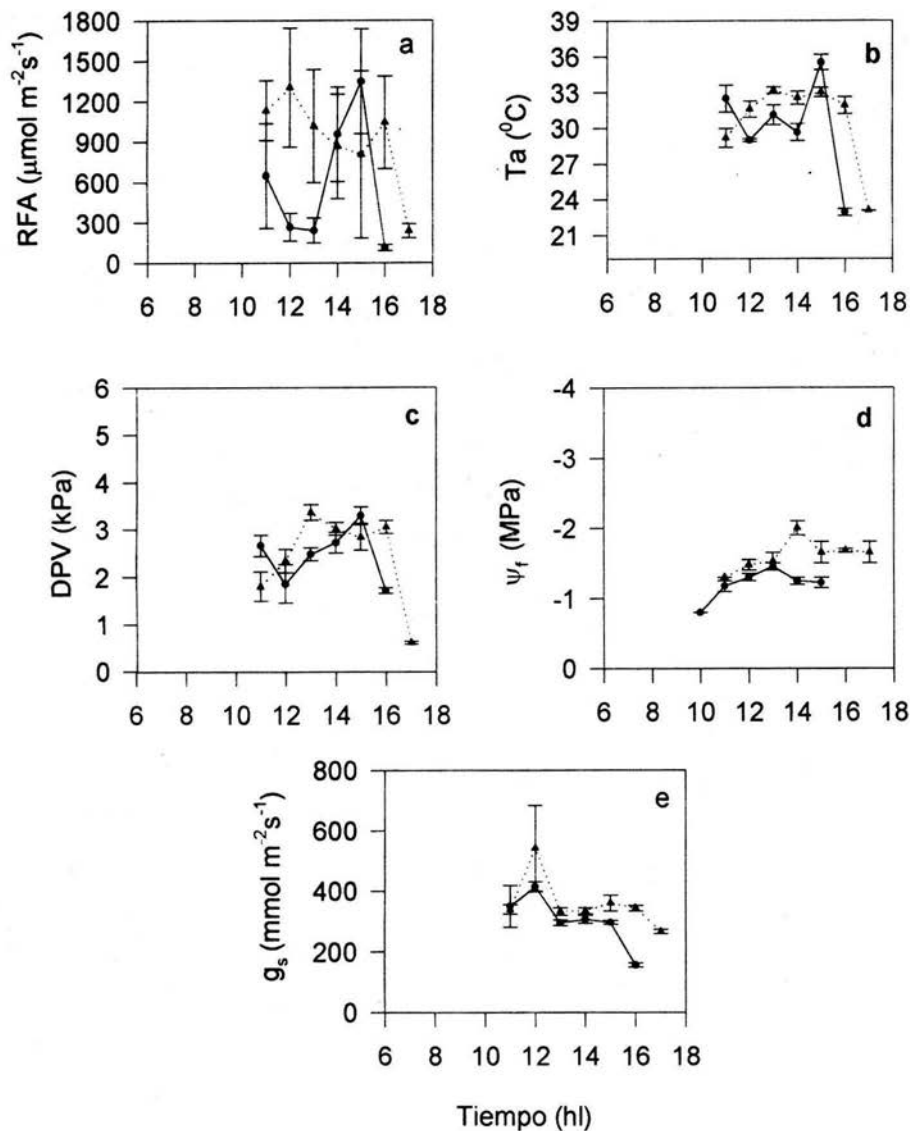 a
RFA (μmol m⁻²s⁻¹)
1800
1500
1200
900
600
300
0
6 8 10 12 14 16 18
b
Ta (⁰C)
39
36
33
30
27
24
21
6 8 10 12 14 16 18
c
DPV (kPa)
6
5
4
3
2
1
0
6 8 10 12 14 16 18
d
Ψf (MPa)
-4
-3
-2
-1
0
6 8 10 12 14 16 18
e
gs (mmol m⁻²s⁻¹)
800
600
400
200
0
6 8 10 12 14 16 18
Tiempo (hl)